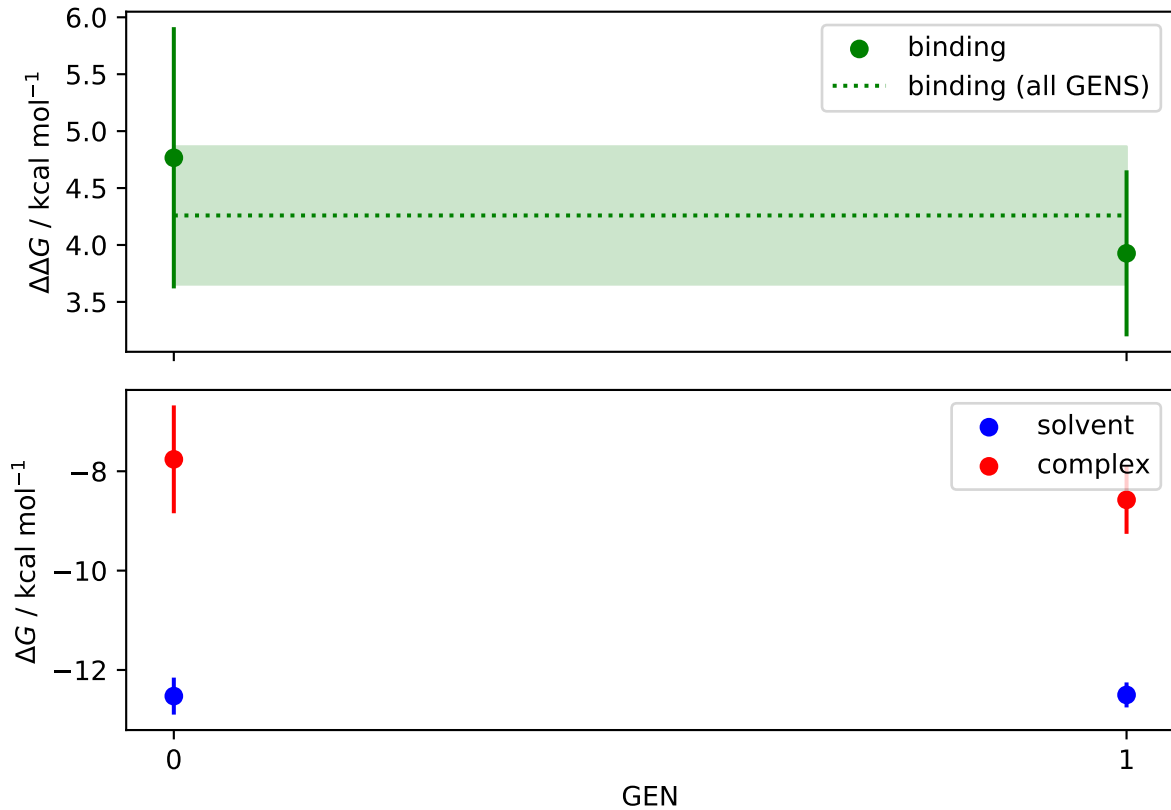 ΔΔG / kcal mol⁻¹
6.0
5.5
5.0
4.5
4.0
3.5
binding
binding (all GENS)
ΔG / kcal mol⁻¹
−8
−10
−12
solvent
complex
0
1
GEN